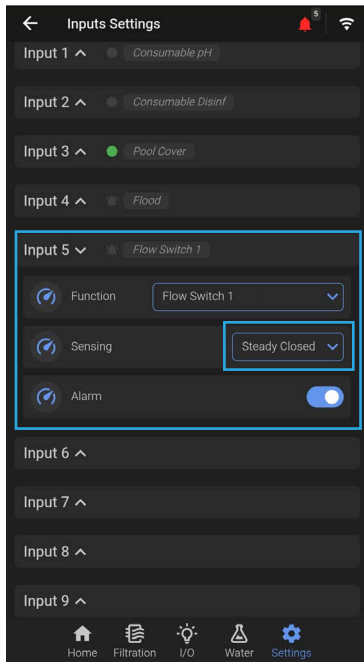 Inputs Settings
5
Input 1 Consumable pH
Input 2 Consumable Disinf
Input 3 Pool Cover
Input 4 Flood
Input 5 Flow Switch 1
Function Flow Switch 1
Sensing Steady Closed
Alarm
Input 6
Input 7
Input 8
Input 9
Home Filtration I/O Water Settings